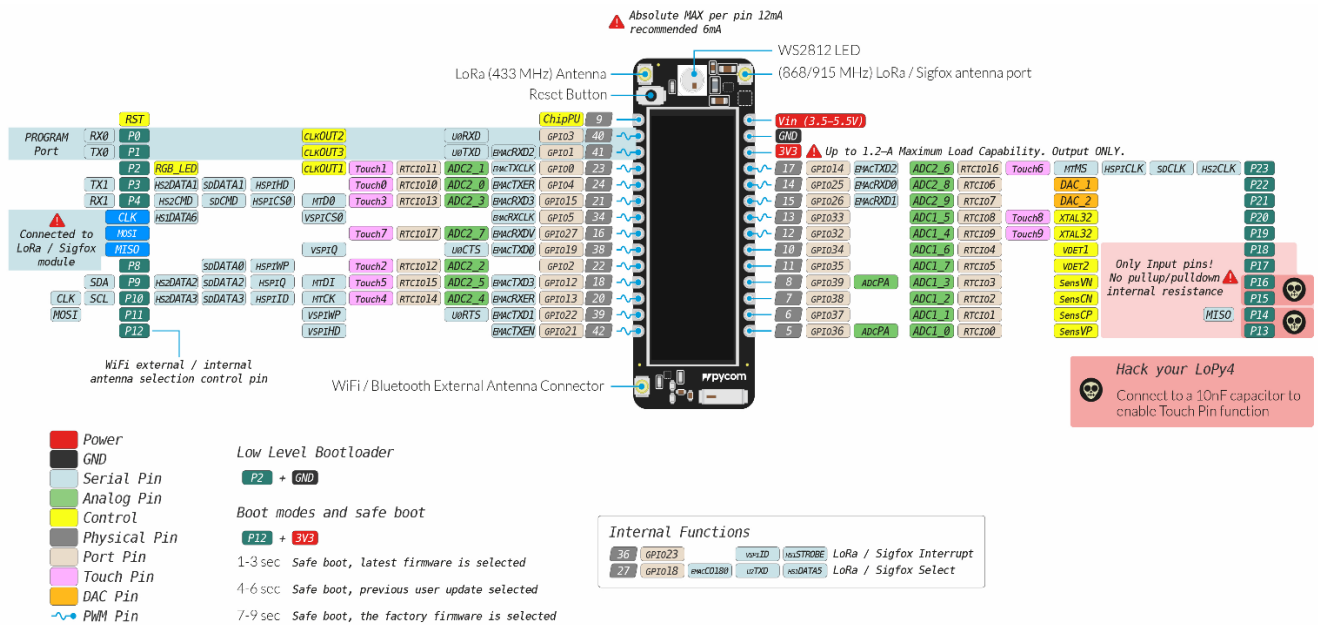 Absolute MAX per pin 12mA
recommended 6mA
WS2812 LED
LoRa (433 MHz) Antenna
(868/915 MHz) LoRa / Sigfox antenna port
Reset Button
RST ChipPU 9 Vin (3.5-5.5V)
PROGRAM Port
RX0 P0 CLKOUT2 U0RXD GPIO3 40 GND
TX0 P1 CLKOUT3 U0TXD EMACRXD2 GPIO1 41 3V3 Up to 1.2-A Maximum Load Capability. Output ONLY.
P2 RGB_LED CLKOUT1 Touch1 RTCIO11 ADC2_1 EMACTXCLK GPIO0 23 17 GPIO14 EMACTXD2 ADC2_6 RTCIO16 Touch6 MTMS HSPICLK SDCLK HS2CLK P23
TX1 P3 HS2DATA1 SDDATA1 HSPIHD Touch0 RTCIO10 ADC2_0 EMACTXER GPIO4 24 14 GPIO25 EMACRXD0 ADC2_8 RTCIO6 DAC_1 P22
RX1 P4 HS2CMD SDCMD HSPICS0 MTD0 Touch3 RTCIO13 ADC2_3 EMACRXD3 GPIO15 21 15 GPIO26 EMACRXD1 ADC2_9 RTCIO7 DAC_2 P21
CLK HS1DATA6 VSPICS0 EMACRXCLK GPIO5 34 13 GPIO33 ADC1_5 RTCIO8 Touch8 XTAL32 P20
MOSI Touch7 RTCIO17 ADC2_7 EMACRXDV GPIO27 16 12 GPIO32 ADC1_4 RTCIO9 Touch9 XTAL32 P19
MISO VSPIQ U0CTS EMACTXD0 GPIO19 38 10 GPIO34 ADC1_6 RTCIO4 VDET1 P18
Connected to
LoRa / Sigfox
module
P8 SDDATA0 HSPIWP Touch2 RTCIO12 ADC2_2 GPIO2 22 11 GPIO35 ADC1_7 RTCIO5 VDET2 P17
SDA P9 HS2DATA2 SDDATA2 HSPIQ MTDI Touch5 RTCIO15 ADC2_5 EMACTXD3 GPIO12 18 8 GPIO39 ADCPA ADC1_3 RTCIO3 SensVN P16
CLK SCL P10 HS2DATA3 SDDATA3 HSPIID MTCK Touch4 RTCIO14 ADC2_4 EMACRXER GPIO13 20 7 GPIO38 ADC1_2 RTCIO2 SensCN P15
MOSI P11 VSPIWP U0RTS EMACTXD1 GPIO22 39 6 GPIO37 ADC1_1 RTCIO1 SensCP MISO P14
P12 VSPIHD EMACTXEN GPIO21 42 5 GPIO36 ADCPA ADC1_0 RTCIO0 SensVP P13
Only Input pins!
No pullup/pulldown
internal resistance
WiFi external / internal
antenna selection control pin
WiFi / Bluetooth External Antenna Connector
pycom
Hack your LoPy4
Connect to a 10nF capacitor to
enable Touch Pin function
Power
GND
Serial Pin
Analog Pin
Control
Physical Pin
Port Pin
Touch Pin
DAC Pin
PWM Pin
Low Level Bootloader
P2 + GND
Boot modes and safe boot
P12 + 3V3
1-3 sec Safe boot, latest firmware is selected
4-6 sec Safe boot, previous user update selected
7-9 sec Safe boot, the factory firmware is selected
Internal Functions
36 GPIO23 VSPIID HS1STROBE LoRa / Sigfox Interrupt
27 GPIO18 EMACCO180 U2TXD HS1DATA5 LoRa / Sigfox Select